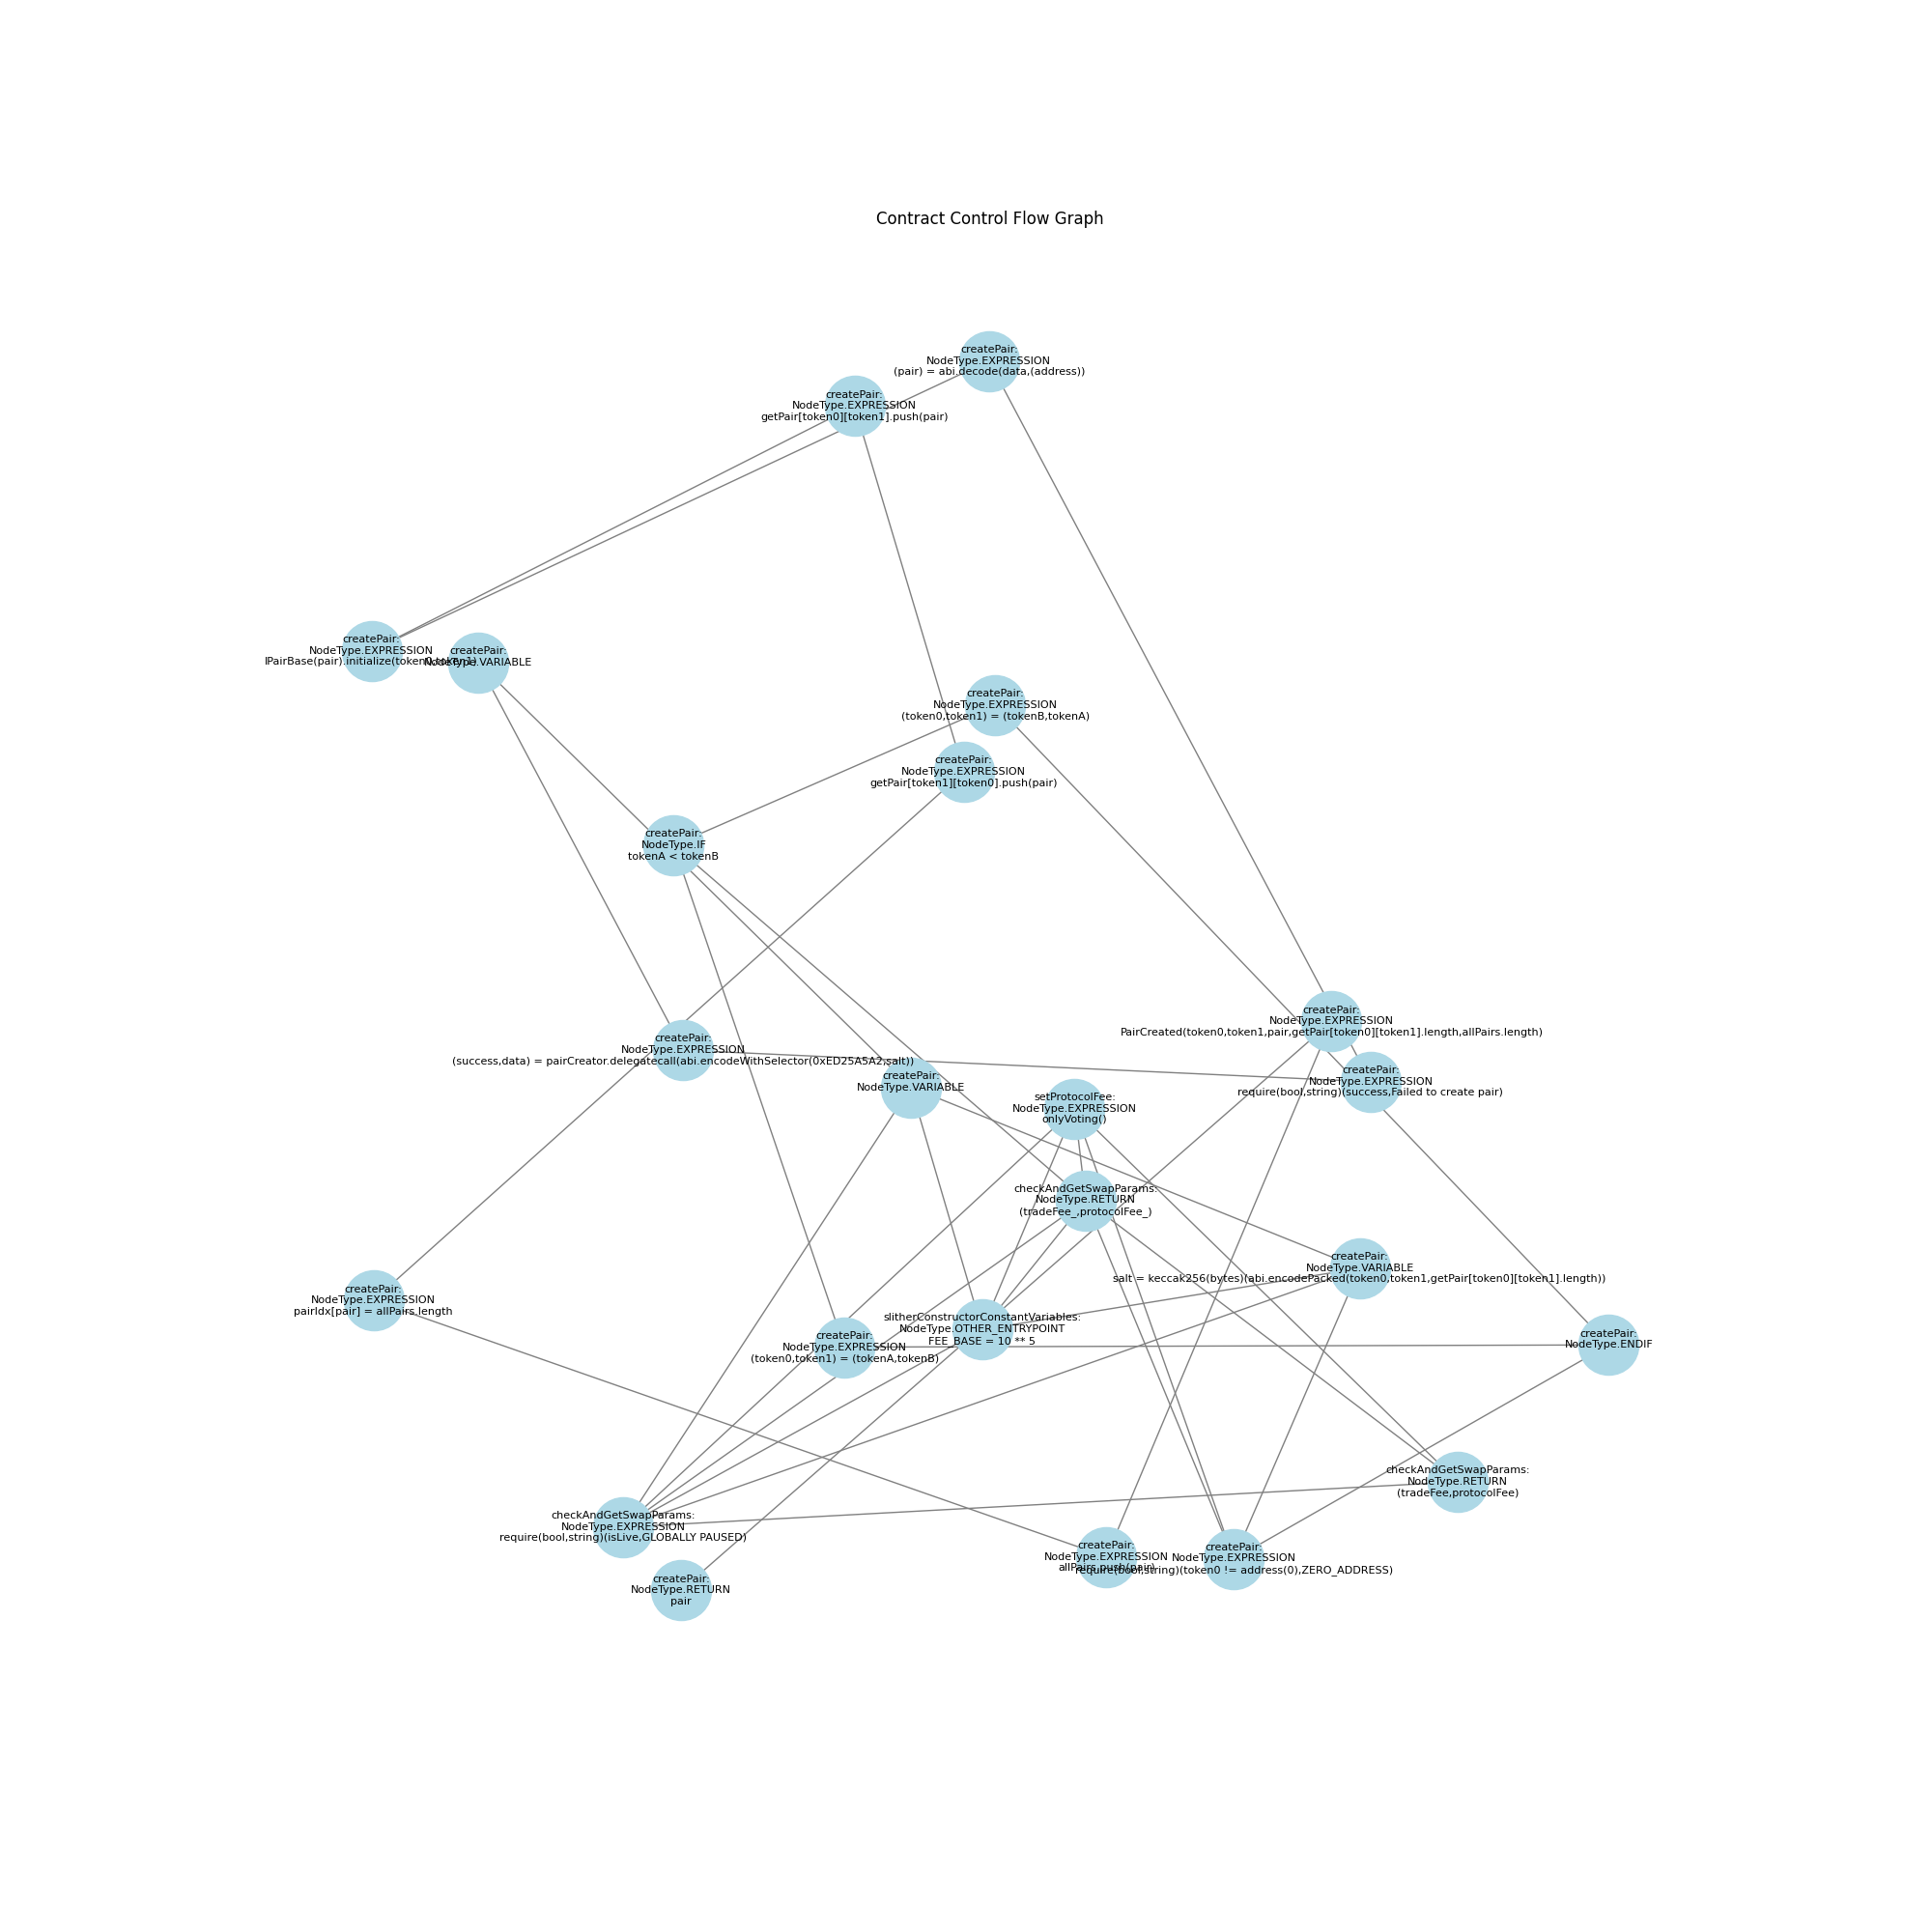 Contract Control Flow Graph
createPair:
NodeType.EXPRESSION
(pair) = abi.decode(data,(address))
createPair:
NodeType.EXPRESSION
getPair[token0][token1].push(pair)
createPair:
NodeType.EXPRESSION
IPairBase(pair).initialize(token0,token1)
createPair:
NodeType.VARIABLE
createPair:
NodeType.EXPRESSION
(token0,token1) = (tokenB,tokenA)
createPair:
NodeType.EXPRESSION
getPair[token1][token0].push(pair)
createPair:
NodeType.IF
tokenA < tokenB
createPair:
NodeType.EXPRESSION
PairCreated(token0,token1,pair,getPair[token0][token1].length,allPairs.length)
createPair:
NodeType.EXPRESSION
(success,data) = pairCreator.delegatecall(abi.encodeWithSelector(0xED25A5A2,salt))
createPair:
NodeType.EXPRESSION
require(bool,string)(success,Failed to create pair)
createPair:
NodeType.VARIABLE
setProtocolFee:
NodeType.EXPRESSION
onlyVoting()
checkAndGetSwapParams:
NodeType.RETURN
(tradeFee_,protocolFee_)
createPair:
NodeType.VARIABLE
salt = keccak256(bytes)(abi.encodePacked(token0,token1,getPair[token0][token1].length))
createPair:
NodeType.EXPRESSION
pairIdx[pair] = allPairs.length
slitherConstructorConstantVariables:
NodeType.OTHER_ENTRYPOINT
FEE_BASE = 10 ** 5
createPair:
NodeType.EXPRESSION
(token0,token1) = (tokenA,tokenB)
createPair:
NodeType.ENDIF
checkAndGetSwapParams:
NodeType.RETURN
(tradeFee,protocolFee)
checkAndGetSwapParams:
NodeType.EXPRESSION
require(bool,string)(isLive,GLOBALLY PAUSED)
createPair:
NodeType.EXPRESSION
allPairs.push(pair)
createPair:
NodeType.EXPRESSION
require(bool,string)(token0 != address(0),ZERO_ADDRESS)
createPair:
NodeType.RETURN
pair